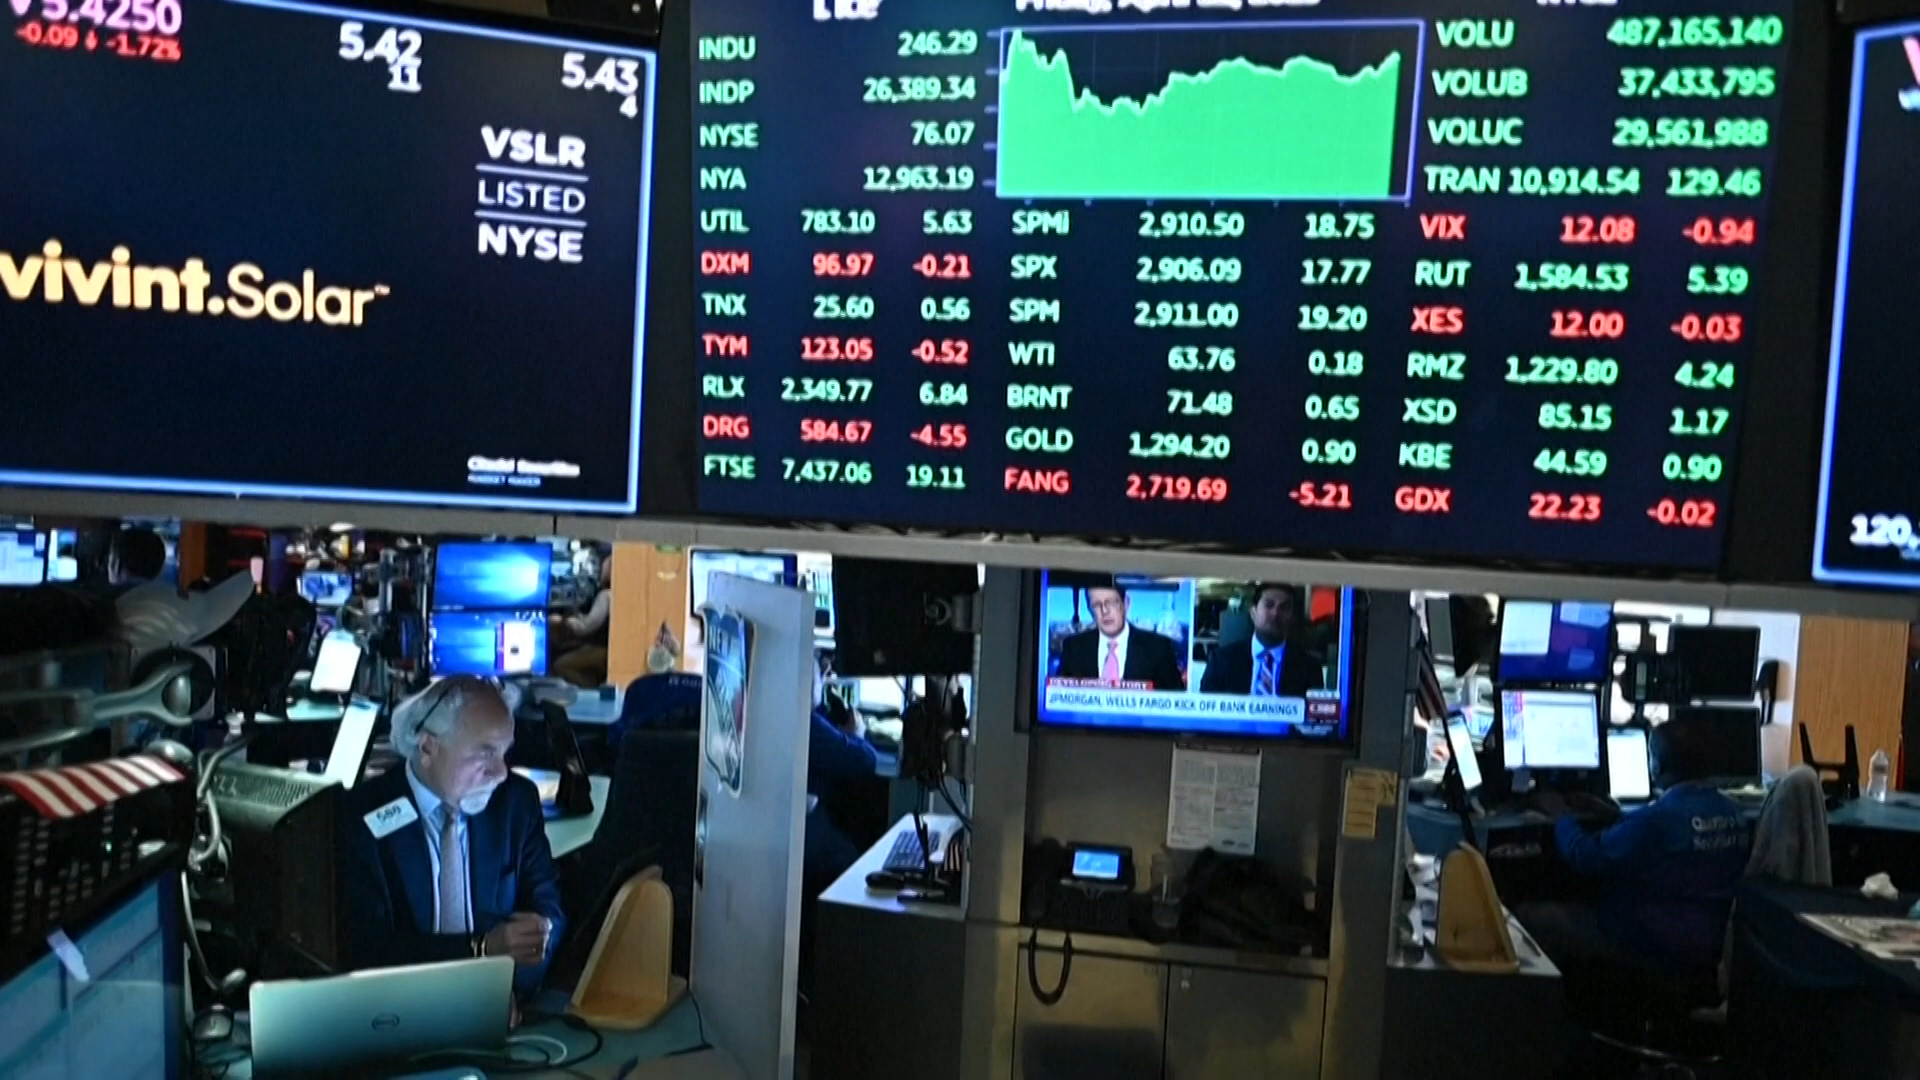 5.4250
-0.09 -1.72%
5.42
11
5.43
4
VSLR
LISTED
NYSE
vivint.Solar
Citadel Securities
INDU 246.29
INDP 26,389.34
NYSE 76.07
NYA 12,963.19
UTIL 783.10 5.63
DXM 96.97 -0.21
TNX 25.60 0.56
TYM 123.05 -0.52
RLX 2,349.77 6.84
DRG 584.67 -4.55
FTSE 7,437.06 19.11
SPMi 2,910.50 18.75
SPX 2,906.09 17.77
SPM 2,911.00 19.20
WTI 63.76 0.18
BRNT 71.48 0.65
GOLD 1,294.20 0.90
FANG 2,719.69 -5.21
VOLU 487,165,140
VOLUB 37,433,795
VOLUC 29,561,988
TRAN 10,914.54 129.46
VIX 12.08 -0.94
RUT 1,584.53 5.39
XES 12.00 -0.03
RMZ 1,229.80 4.24
XSD 85.15 1.17
KBE 44.59 0.90
GDX 22.23 -0.02
120.
DEVELOPING STORY
JPMORGAN, WELLS FARGO KICK OFF BANK EARNINGS
588